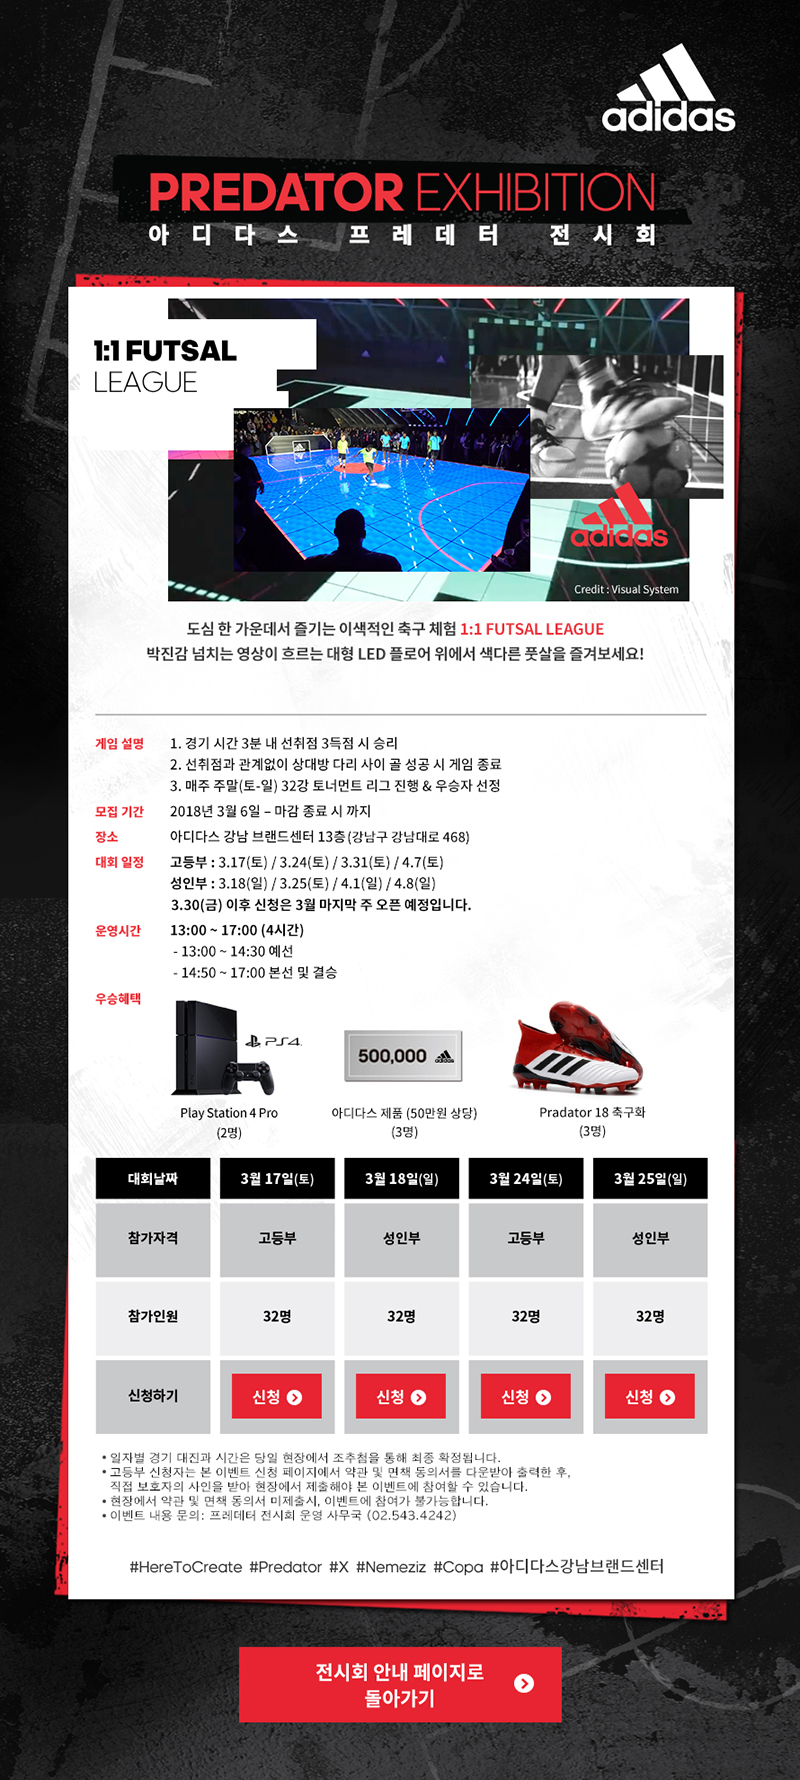 adidas
PREDATOR EXHIBITION
아디다스 프레데터 전시회
1:1 FUTSAL
LEAGUE
adidas
Credit : Visual System
도심 한 가운데서 즐기는 이색적인 축구 체험 1:1 FUTSAL LEAGUE
박진감 넘치는 영상이 흐르는 대형 LED 플로어 위에서 색다른 풋살을 즐겨보세요!
게임 설명 1. 경기 시간 3분 내 선취점 3득점 시 승리
2. 선취점과 관계없이 상대방 다리 사이 골 성공 시 게임 종료
3. 매주 주말(토-일) 32강 토너먼트 리그 진행 & 우승자 선정
모집 기간 2018년 3월 6일 – 마감 종료 시 까지
장소 아디다스 강남 브랜드센터 13층(강남구 강남대로 468)
대회 일정 고등부 : 3.17(토) / 3.24(토) / 3.31(토) / 4.7(토)
성인부 : 3.18(일) / 3.25(토) / 4.1(일) / 4.8(일)
3.30(금) 이후 신청은 3월 마지막 주 오픈 예정입니다.
운영시간 13:00 ~ 17:00 (4시간)
- 13:00 ~ 14:30 예선
- 14:50 ~ 17:00 본선 및 결승
우승혜택
PS4
500,000 adidas
Play Station 4 Pro 아디다스 제품 (50만원 상당) Pradator 18 축구화
(2명) (3명) (3명)
대회날짜 3월 17일(토) 3월 18일(일) 3월 24일(토) 3월 25일(일)
참가자격 고등부 성인부 고등부 성인부
참가인원 32명 32명 32명 32명
신청하기 신청 신청 신청 신청
• 일자별 경기 대진과 시간은 당일 현장에서 조추첨을 통해 최종 확정됩니다.
• 고등부 신청자는 본 이벤트 신청 페이지에서 약관 및 면책 동의서를 다운받아 출력한 후,
직접 보호자의 사인을 받아 현장에서 제출해야 본 이벤트에 참여할 수 있습니다.
• 현장에서 약관 및 면책 동의서 미제출시, 이벤트에 참여가 불가능합니다.
• 이벤트 내용 문의: 프레데터 전시회 운영 사무국 (02.543.4242)
#HereToCreate #Predator #X #Nemeziz #Copa #아디다스강남브랜드센터
전시회 안내 페이지로
돌아가기